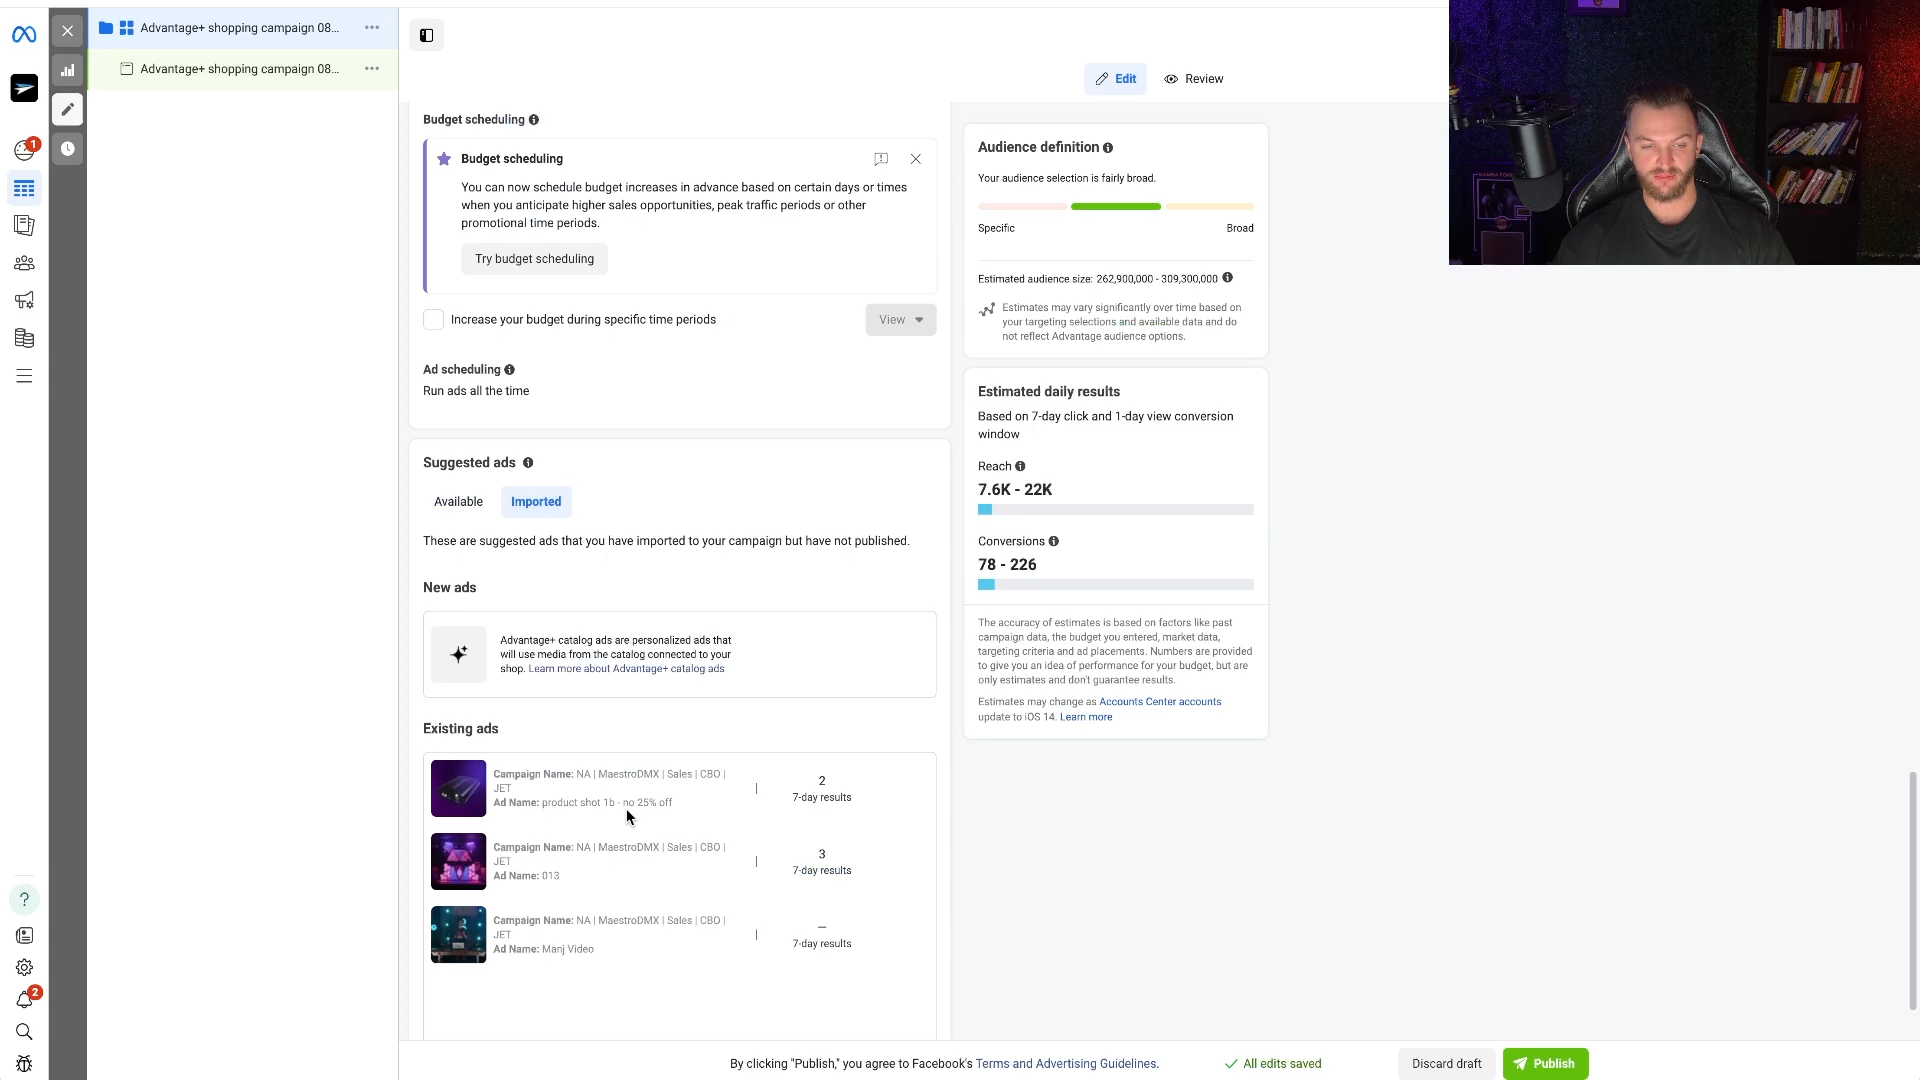 Advantage+ shopping campaign 08...
Advantage+ shopping campaign 08...
1
2
Edit
Review
Budget scheduling
Budget scheduling
You can now schedule budget increases in advance based on certain days or times
when you anticipate higher sales opportunities, peak traffic periods or other
promotional time periods.
Try budget scheduling
Increase your budget during specific time periods
View
Ad scheduling
Run ads all the time
Suggested ads
Available
Imported
These are suggested ads that you have imported to your campaign but have not published.
New ads
Advantage+ catalog ads are personalized ads that
will use media from the catalog connected to your
shop. Learn more about Advantage+ catalog ads
Existing ads
Campaign Name: NA | MaestroDMX | Sales | CBO |
JET
Ad Name: product shot 1b - no 25% off
2
7-day results
Campaign Name: NA | MaestroDMX | Sales | CBO |
JET
Ad Name: 013
3
7-day results
Campaign Name: NA | MaestroDMX | Sales | CBO |
JET
Ad Name: Manj Video
—
7-day results
Audience definition
Your audience selection is fairly broad.
Specific
Broad
Estimated audience size: 262,900,000 - 309,300,000
Estimates may vary significantly over time based on
your targeting selections and available data and do
not reflect Advantage audience options.
Estimated daily results
Based on 7-day click and 1-day view conversion
window
Reach
7.6K - 22K
Conversions
78 - 226
The accuracy of estimates is based on factors like past
campaign data, the budget you entered, market data,
targeting criteria and ad placements. Numbers are provided
to give you an idea of performance for your budget, but are
only estimates and don't guarantee results.
Estimates may change as Accounts Center accounts
update to iOS 14. Learn more
By clicking "Publish," you agree to Facebook's Terms and Advertising Guidelines.
All edits saved
Discard draft
Publish